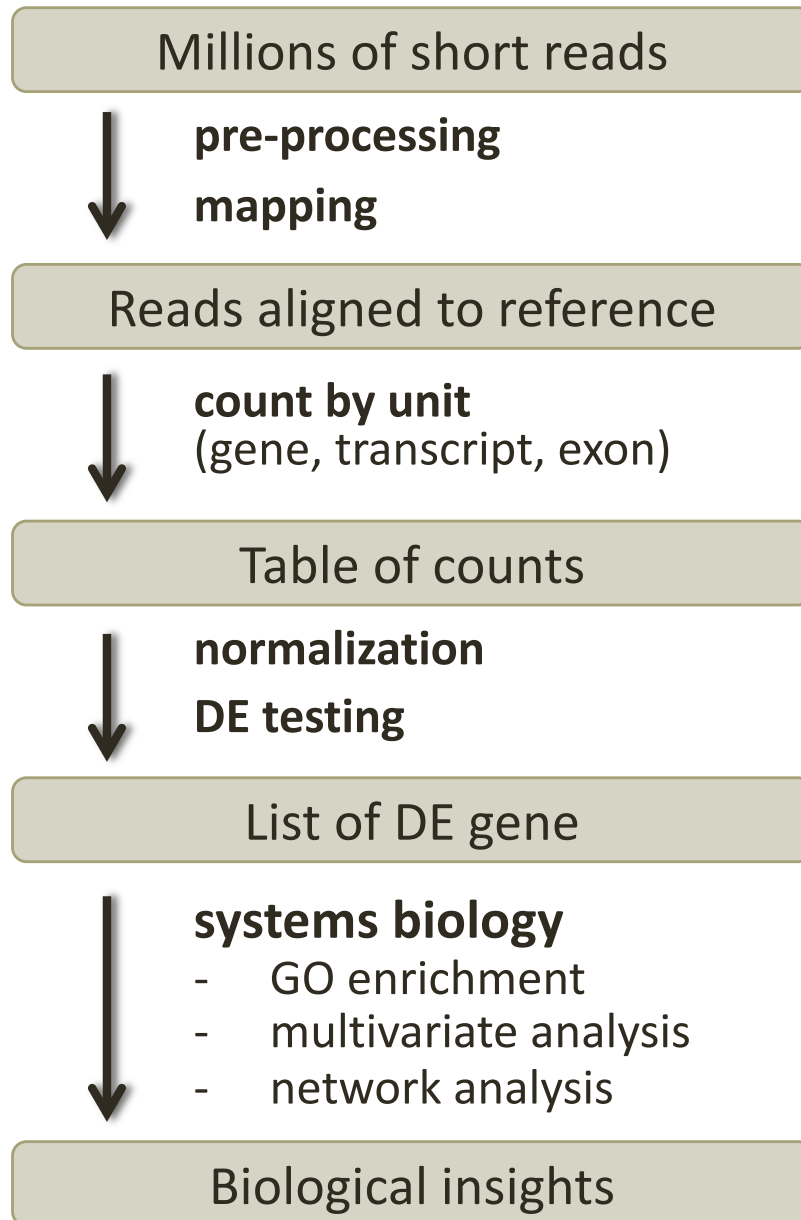 Millions of short reads
pre-processing
mapping
Reads aligned to reference
count by unit
(gene, transcript, exon)
Table of counts
normalization
DE testing
List of DE gene
systems biology
- GO enrichment
- multivariate analysis
- network analysis
Biological insights